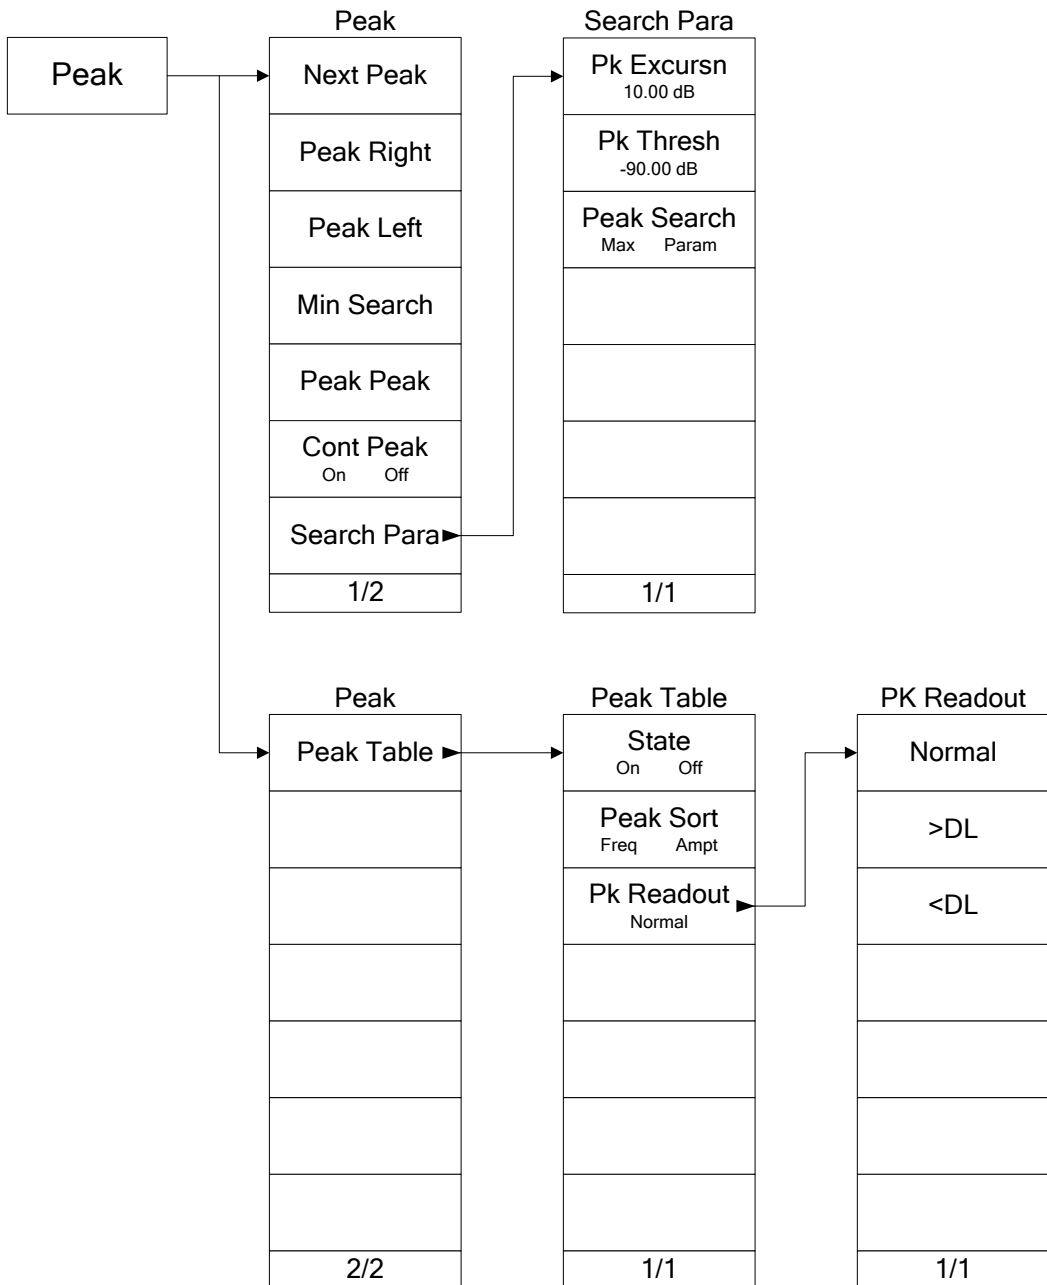 Peak
Peak
Next Peak
Peak Right
Peak Left
Min Search
Peak Peak
Cont Peak
On Off
Search Para
1/2
Search Para
Pk Excursn
10.00 dB
Pk Thresh
-90.00 dB
Peak Search
Max Param
1/1
Peak
Peak Table
2/2
Peak Table
State
On Off
Peak Sort
Freq Ampt
Pk Readout
Normal
1/1
PK Readout
Normal
>DL
<DL
1/1